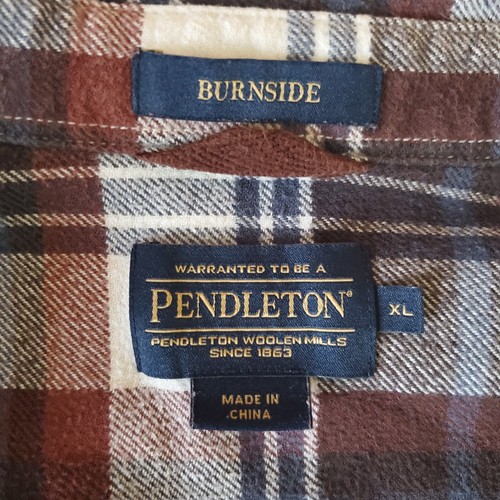 BURNSIDE
WARRANTED TO BE A
PENDLETON®
PENDLETON WOOLEN MILLS
SINCE 1863
XL
MADE IN
CHINA